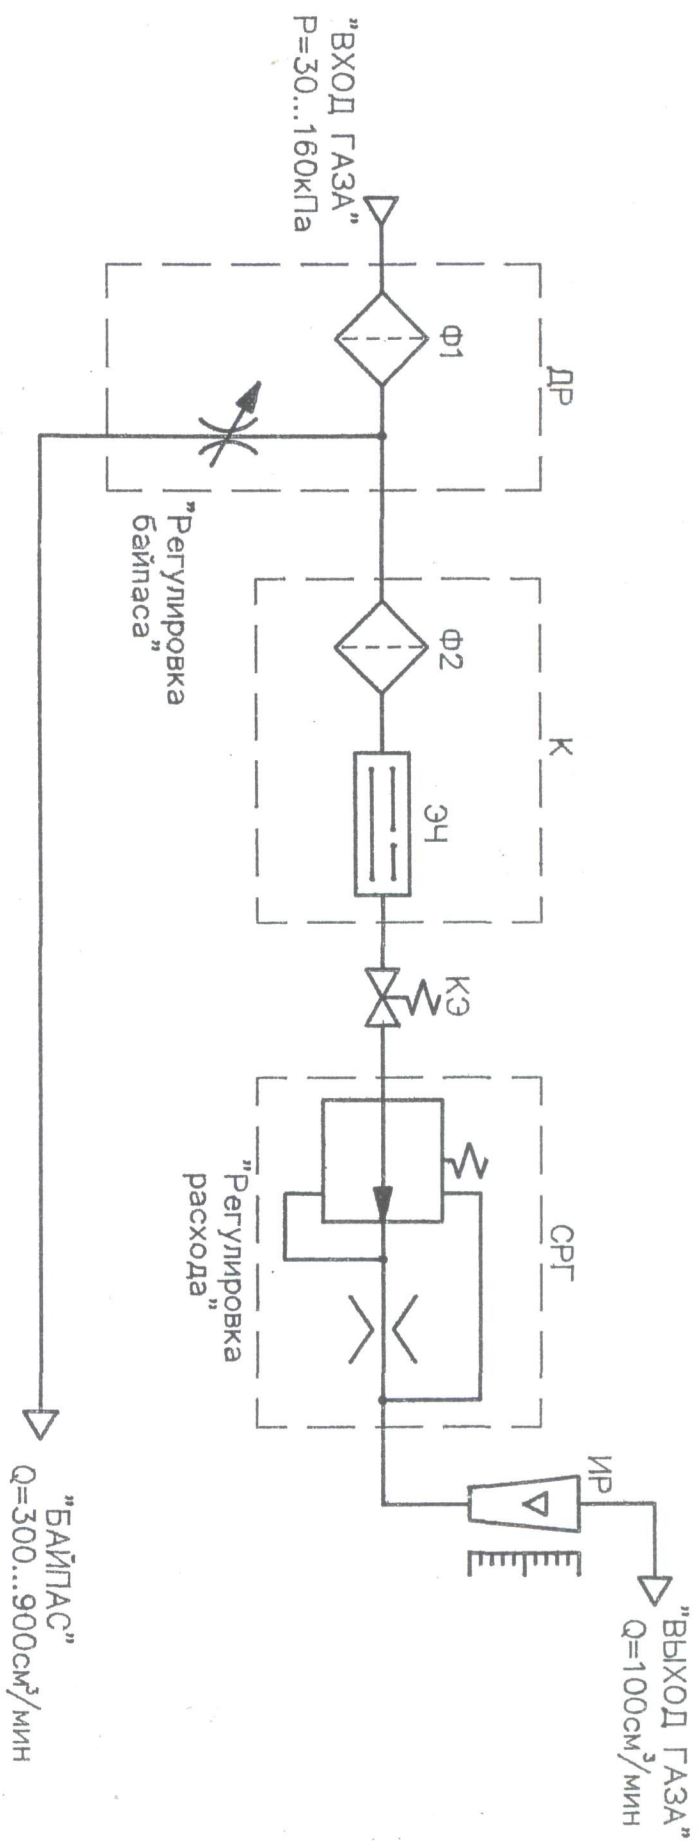 "ВХОД ГАЗА"
P=30...160кПа
ДР
Ф1
"Регулировка
байпаса"
К
Ф2
ЭЧ
КЭ
СРГ
"Регулировка
расхода"
ИР
"ВЫХОД ГАЗА"
Q=100см³/мин
"БАЙПАС"
Q=300...900см³/мин